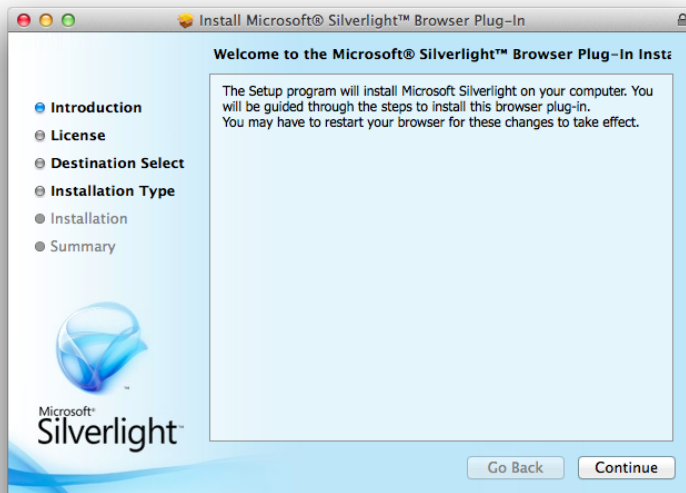 Install Microsoft® Silverlight™ Browser Plug-In
Welcome to the Microsoft® Silverlight™ Browser Plug-In Insta
The Setup program will install Microsoft Silverlight on your computer. You
will be guided through the steps to install this browser plug-in.
You may have to restart your browser for these changes to take effect.
Introduction
License
Destination Select
Installation Type
Installation
Summary
Microsoft®
Silverlight™
Go Back
Continue